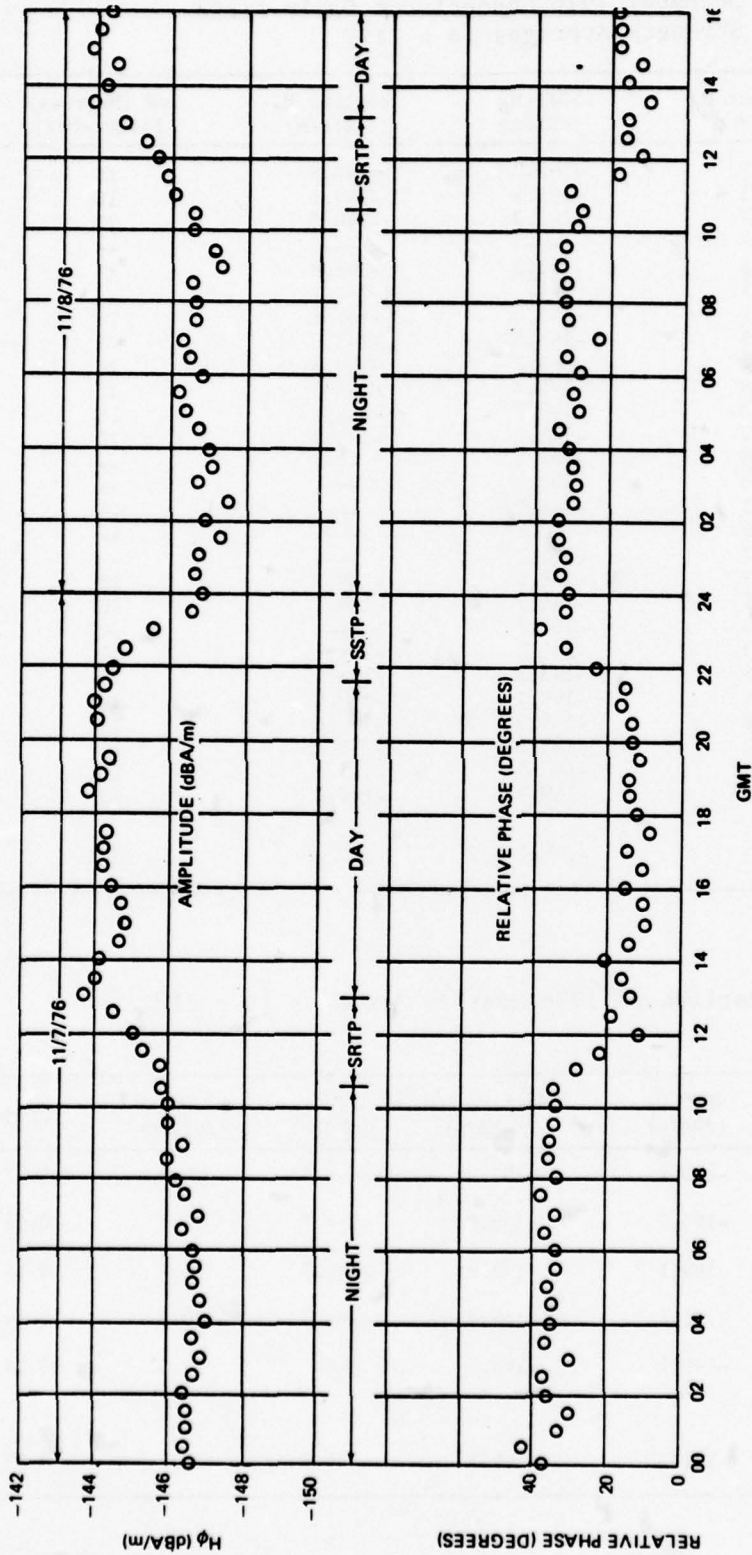 11/7/76
11/8/76
Hφ (dBA/m)
−142
−144
−146
−148
−150
AMPLITUDE (dBA/m)
NIGHT
SRTP
DAY
SSTP
NIGHT
SRTP
DAY
RELATIVE PHASE (DEGREES)
40
20
0
RELATIVE PHASE (DEGREES)
00
02
04
06
08
10
12
14
16
18
20
22
24
02
04
06
08
10
12
14
16
GMT